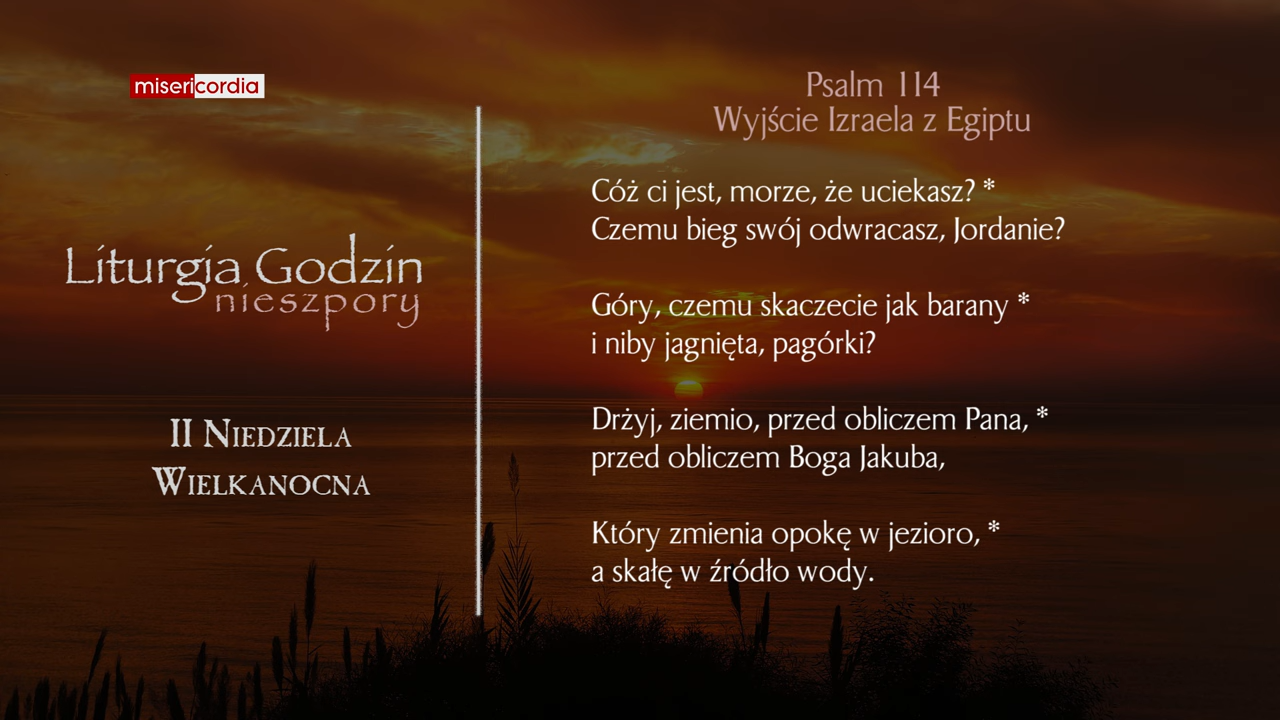 misericordia
Liturgia Godzin
nieszpory
II Niedziela
Wielkanocna
Psalm 114
Wyjście Izraela z Egiptu
Cóż ci jest, morze, że uciekasz? *
Czemu bieg swój odwracasz, Jordanie?
Góry, czemu skaczecie jak barany *
i niby jagnięta, pagórki?
Drżyj, ziemio, przed obliczem Pana, *
przed obliczem Boga Jakuba,
Który zmienia opokę w jezioro, *
a skałę w źródło wody.